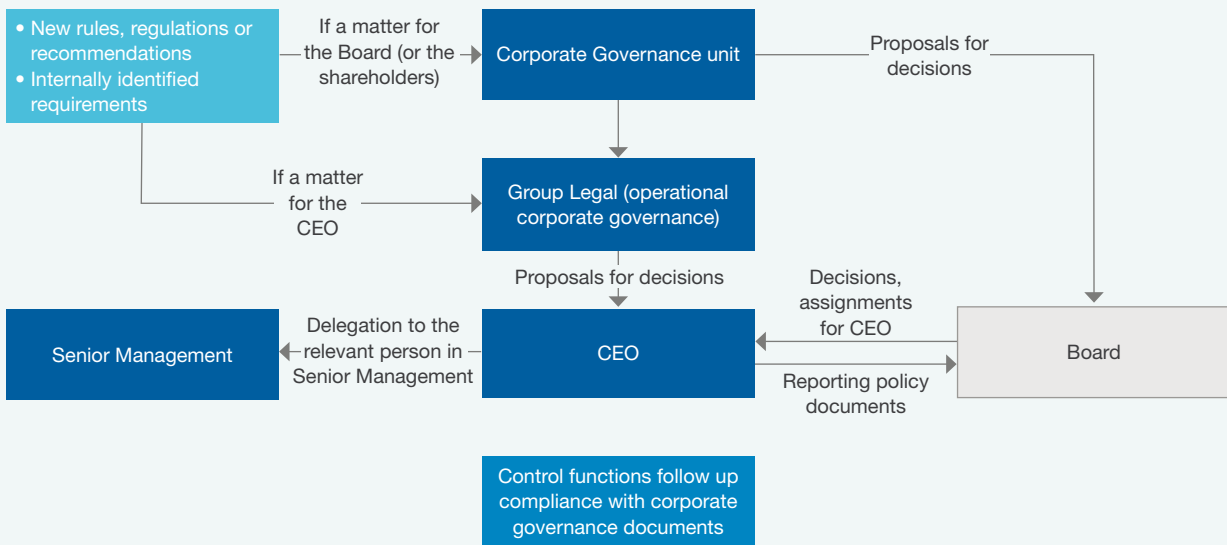 • New rules, regulations or
recommendations
• Internally identified
requirements
If a matter for
the Board (or the
shareholders)
Corporate Governance unit
Proposals for
decisions
If a matter
for the
CEO
Group Legal (operational
corporate governance)
Proposals for decisions
Decisions,
assignments
for CEO
Senior Management
Delegation to the
relevant person in
Senior Management
CEO
Board
Reporting policy
documents
Control functions follow up
compliance with corporate
governance documents